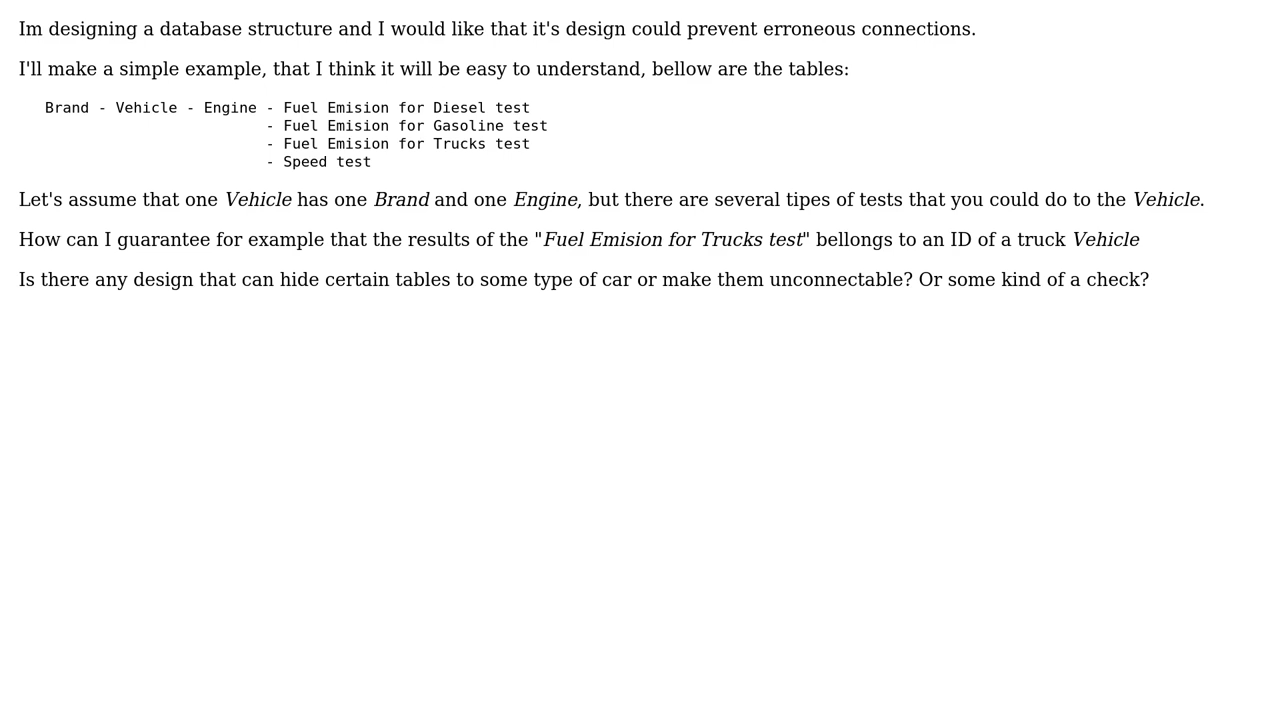 Im designing a database structure and I would like that it's design could prevent erroneous connections.
I'll make a simple example, that I think it will be easy to understand, bellow are the tables:
Brand - Vehicle - Engine - Fuel Emision for Diesel test
- Fuel Emision for Gasoline test
- Fuel Emision for Trucks test
- Speed test
Let's assume that one Vehicle has one Brand and one Engine, but there are several tipes of tests that you could do to the Vehicle.
How can I guarantee for example that the results of the "Fuel Emision for Trucks test" bellongs to an ID of a truck Vehicle
Is there any design that can hide certain tables to some type of car or make them unconnectable? Or some kind of a check?